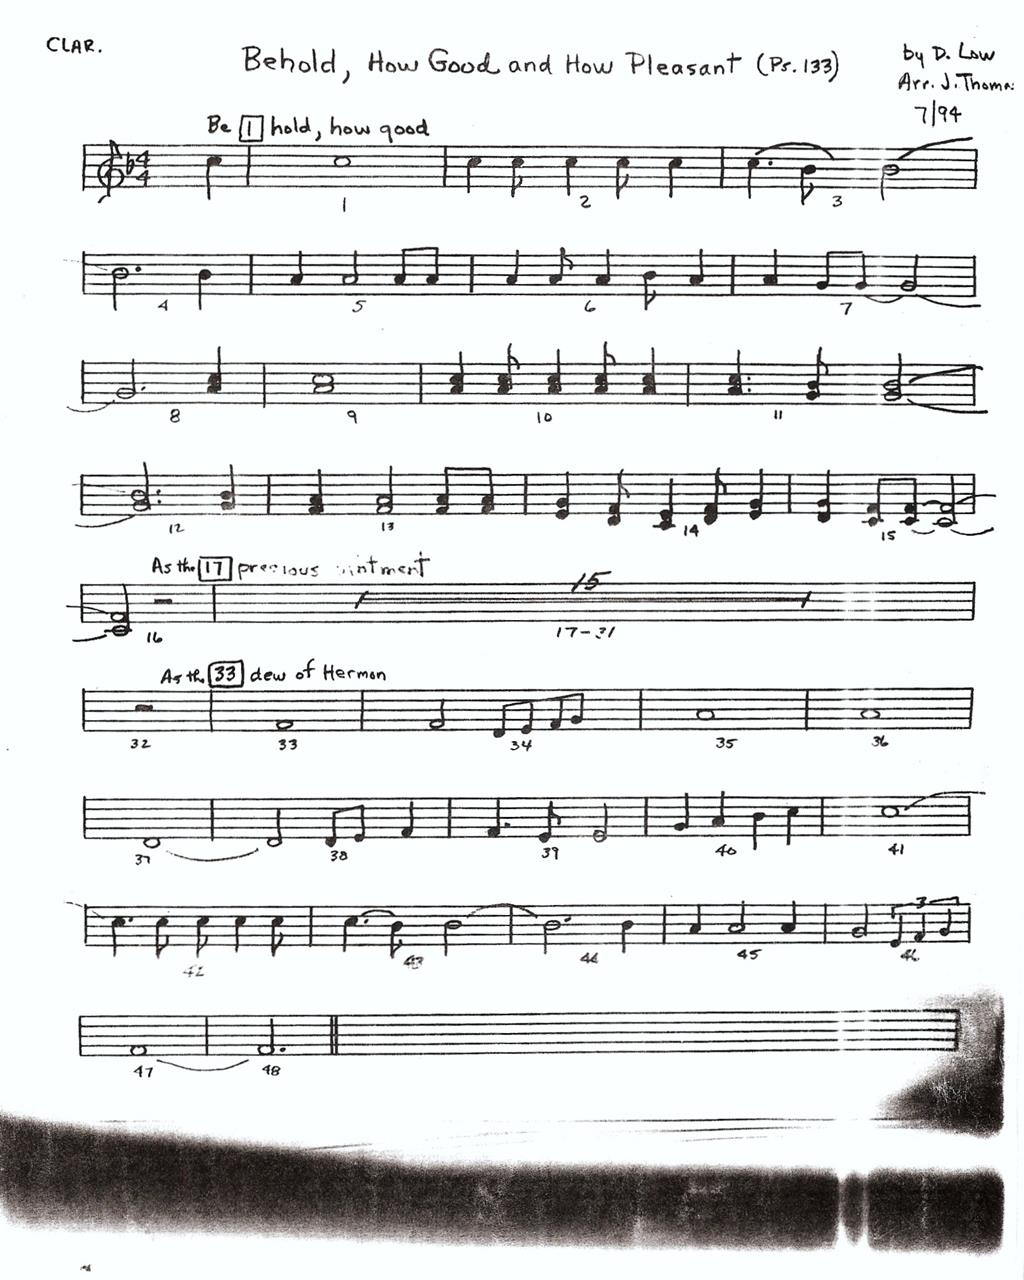 CLAR.
Behold, How Good and How Pleasant (Ps. 133)
by D. Low
Arr. J. Thomas
7/94
Be 1 hold, how good
4
4
1 2 3
4 5 6 7
8 9 10 11
12 13 14 15
As the 17 precious ointment
15
16 17-31
As the 33 dew of Hermon
32 33 34 35 36
37 38 39 40 41
3
42 43 44 45 46
47 48